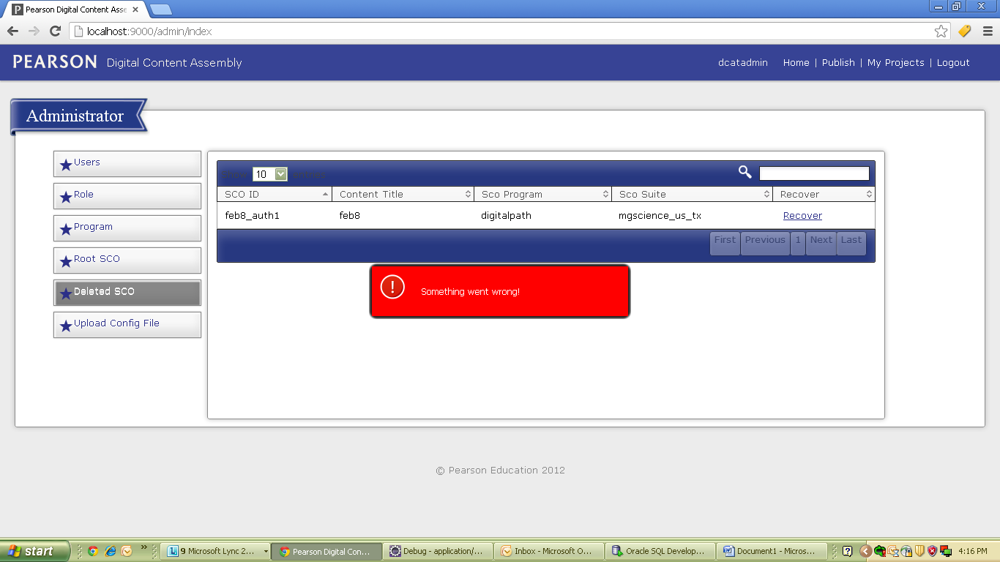 Pearson Digital Content Asse
localhost:9000/admin/index
PEARSON Digital Content Assembly
dcatadmin Home | Publish | My Projects | Logout
Administrator
Users
Role
Program
Root SCO
Deleted SCO
Upload Config File
Show 10 entries
SCO ID Content Title Sco Program Sco Suite Recover
feb8_auth1 feb8 digitalpath mgscience_us_tx Recover
First Previous 1 Next Last
! Something went wrong!
© Pearson Education 2012
start 9 Microsoft Lync 2... Pearson Digital Con... Debug - application/... Inbox - Microsoft O... Oracle SQL Develop... Document1 - Micros... 4:16 PM